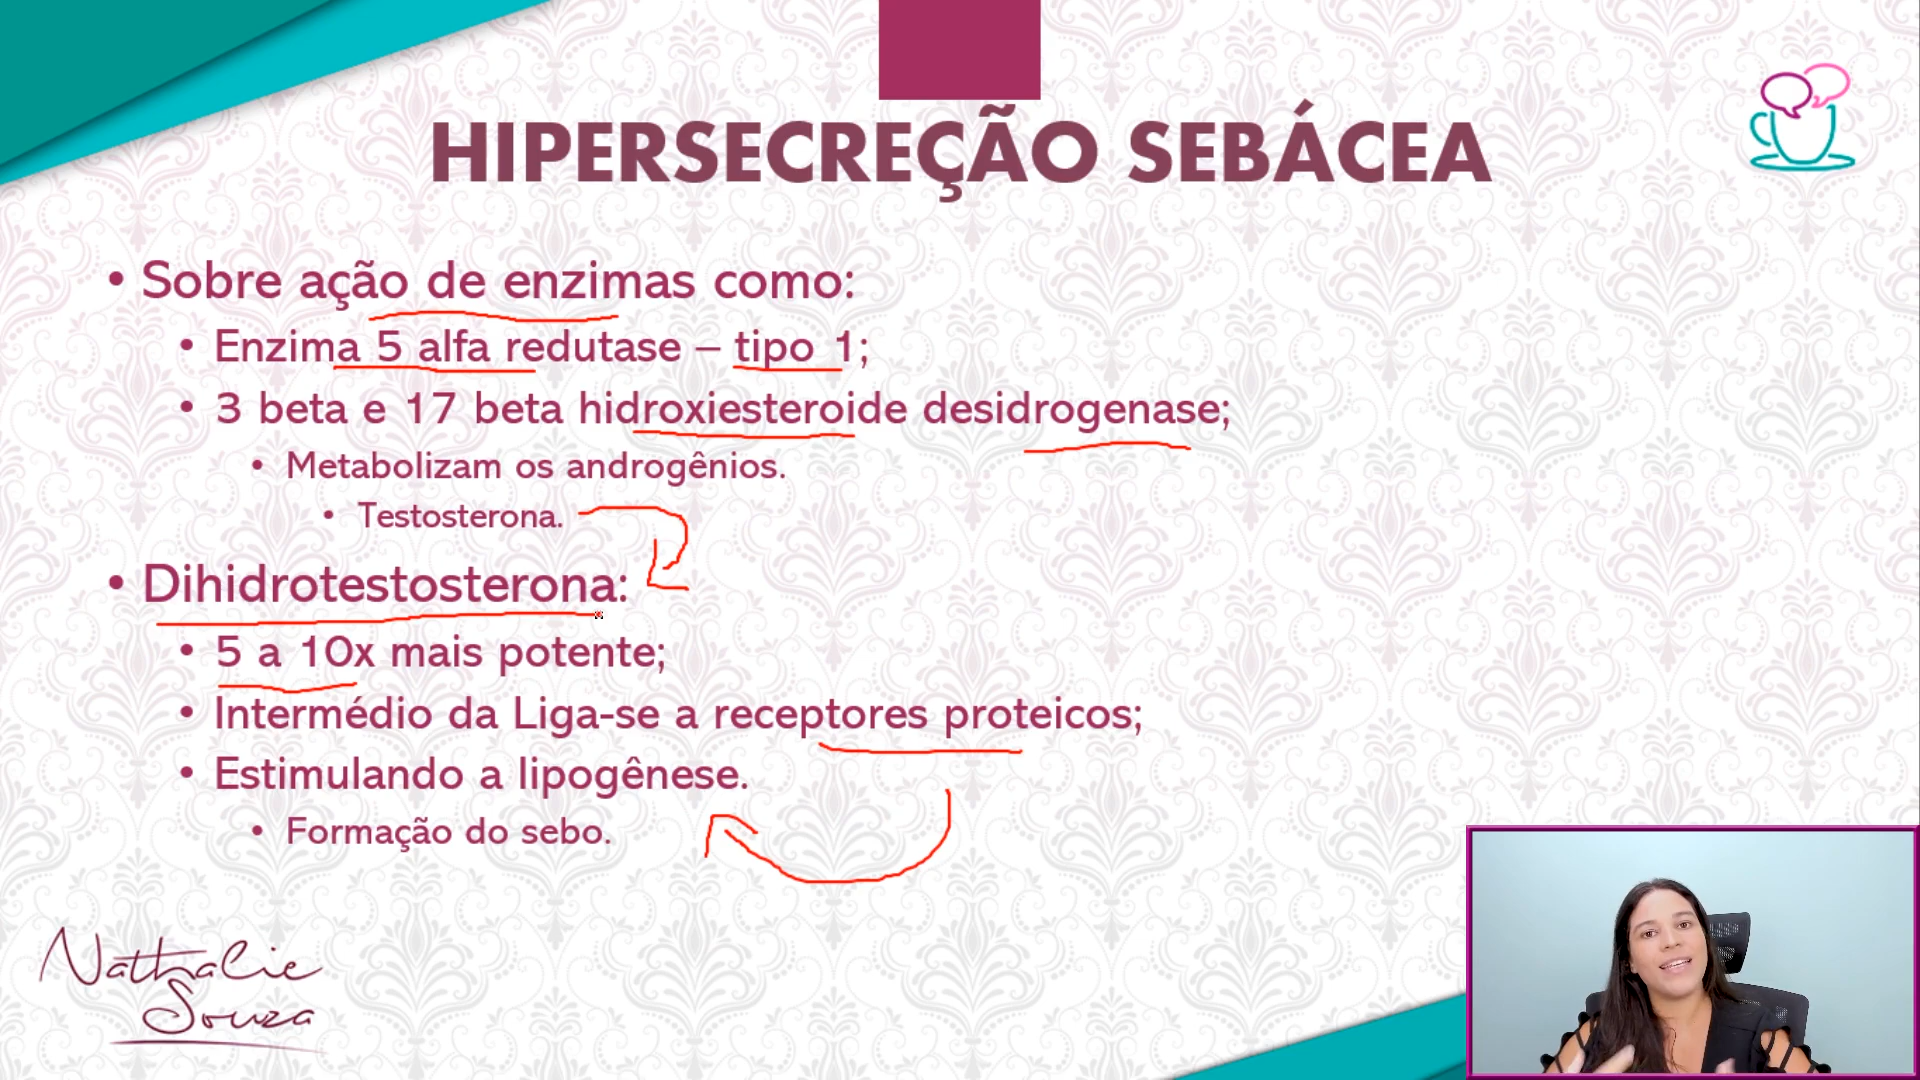 HIPERSECREÇÃO SEBÁCEA
• Sobre ação de enzimas como:
• Enzima 5 alfa redutase – tipo 1;
• 3 beta e 17 beta hidroxiesteroide desidrogenase;
• Metabolizam os androgênios.
• Testosterona.
• Dihidrotestosterona:
• 5 a 10x mais potente;
• Intermédio da Liga-se a receptores proteicos;
• Estimulando a lipogênese.
• Formação do sebo.
Nathalie
Souza